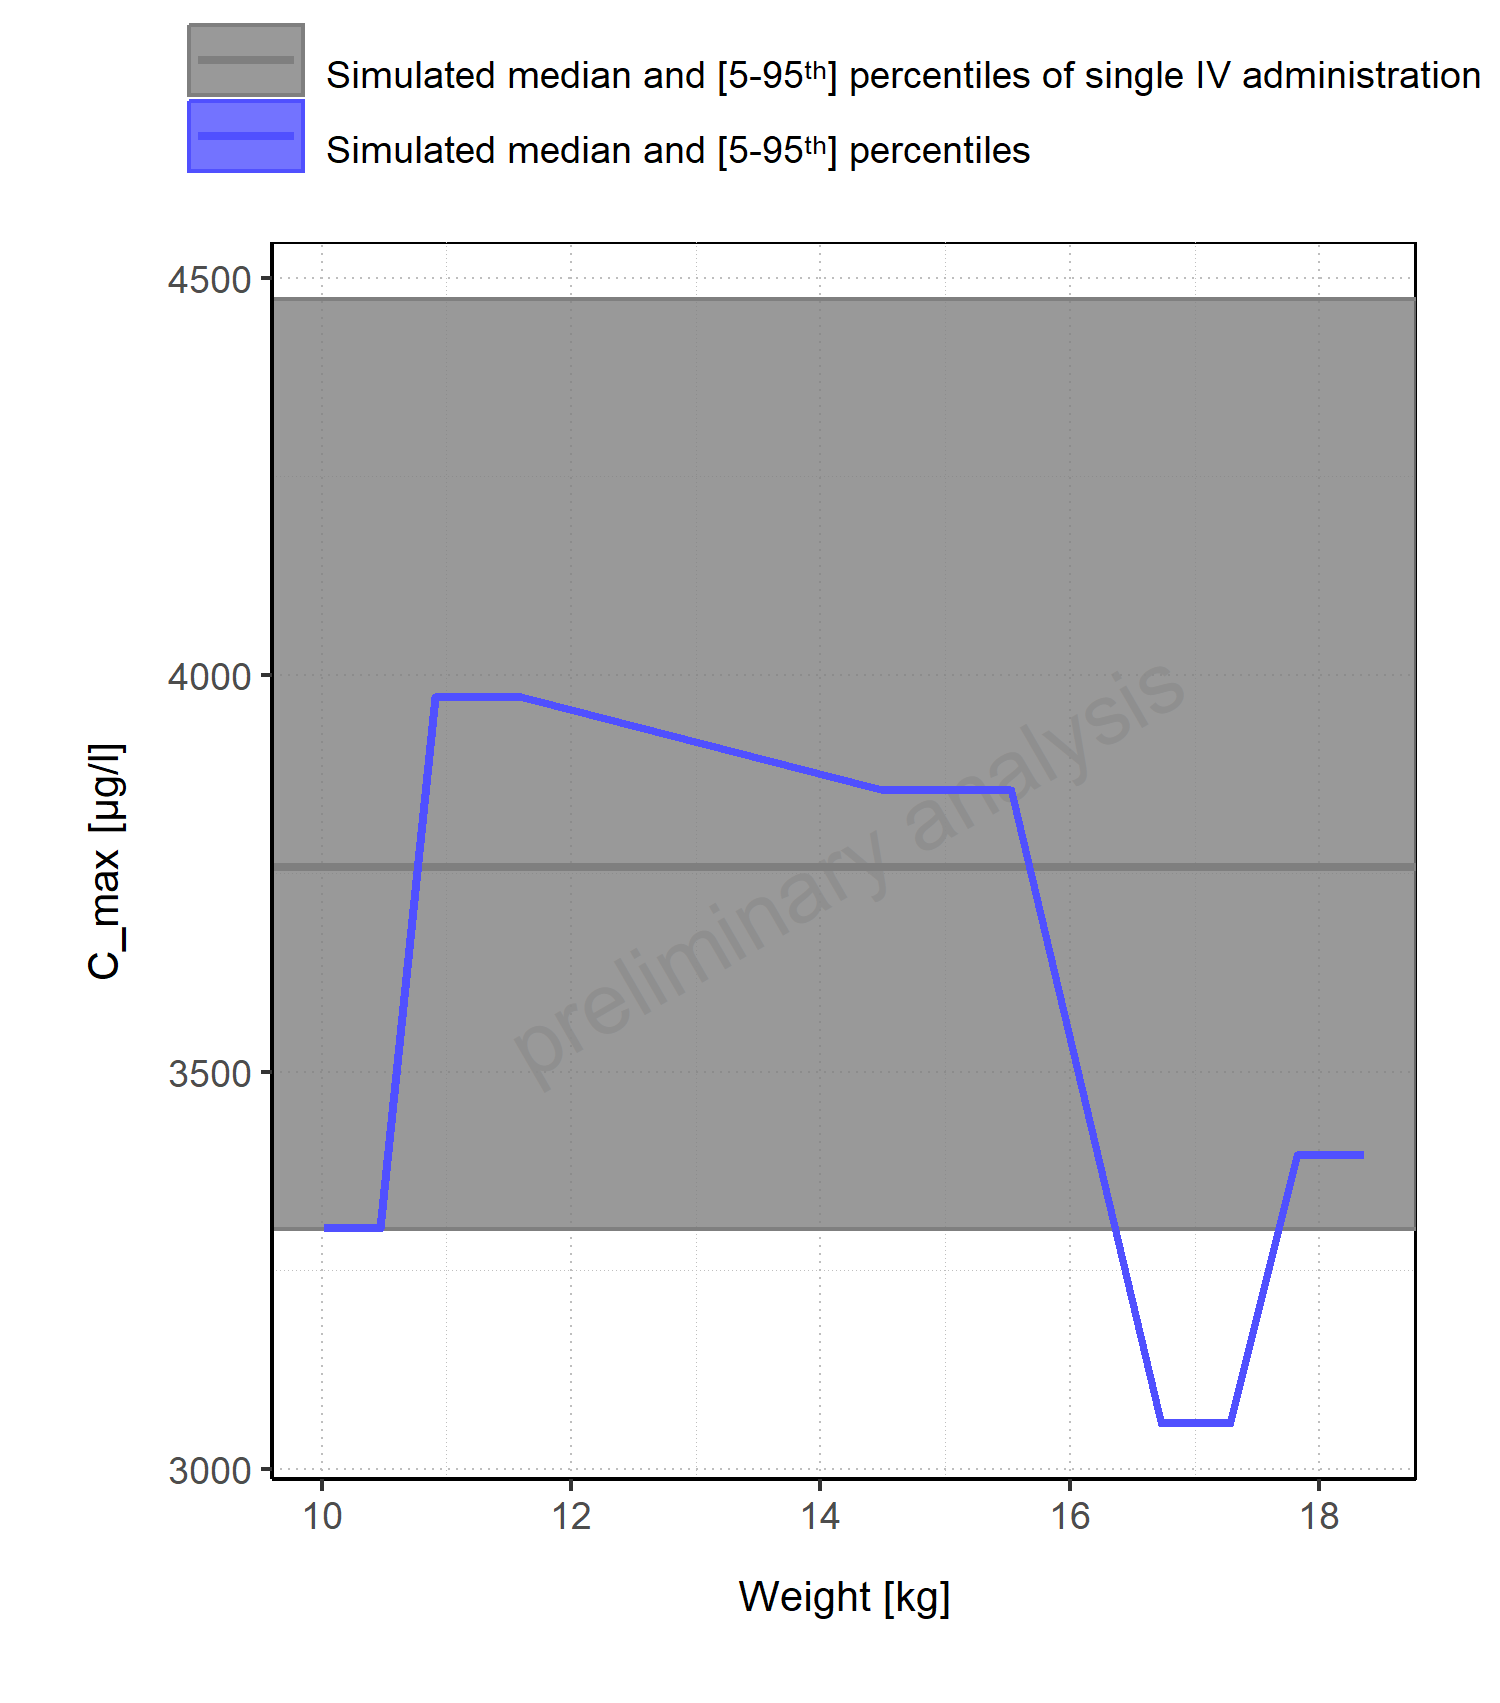 Simulated median and [5-95th] percentiles of single IV administration
Simulated median and [5-95th] percentiles
4500
4000
3500
3000
C_max [µg/l]
preliminary analysis
10 12 14 16 18
Weight [kg]